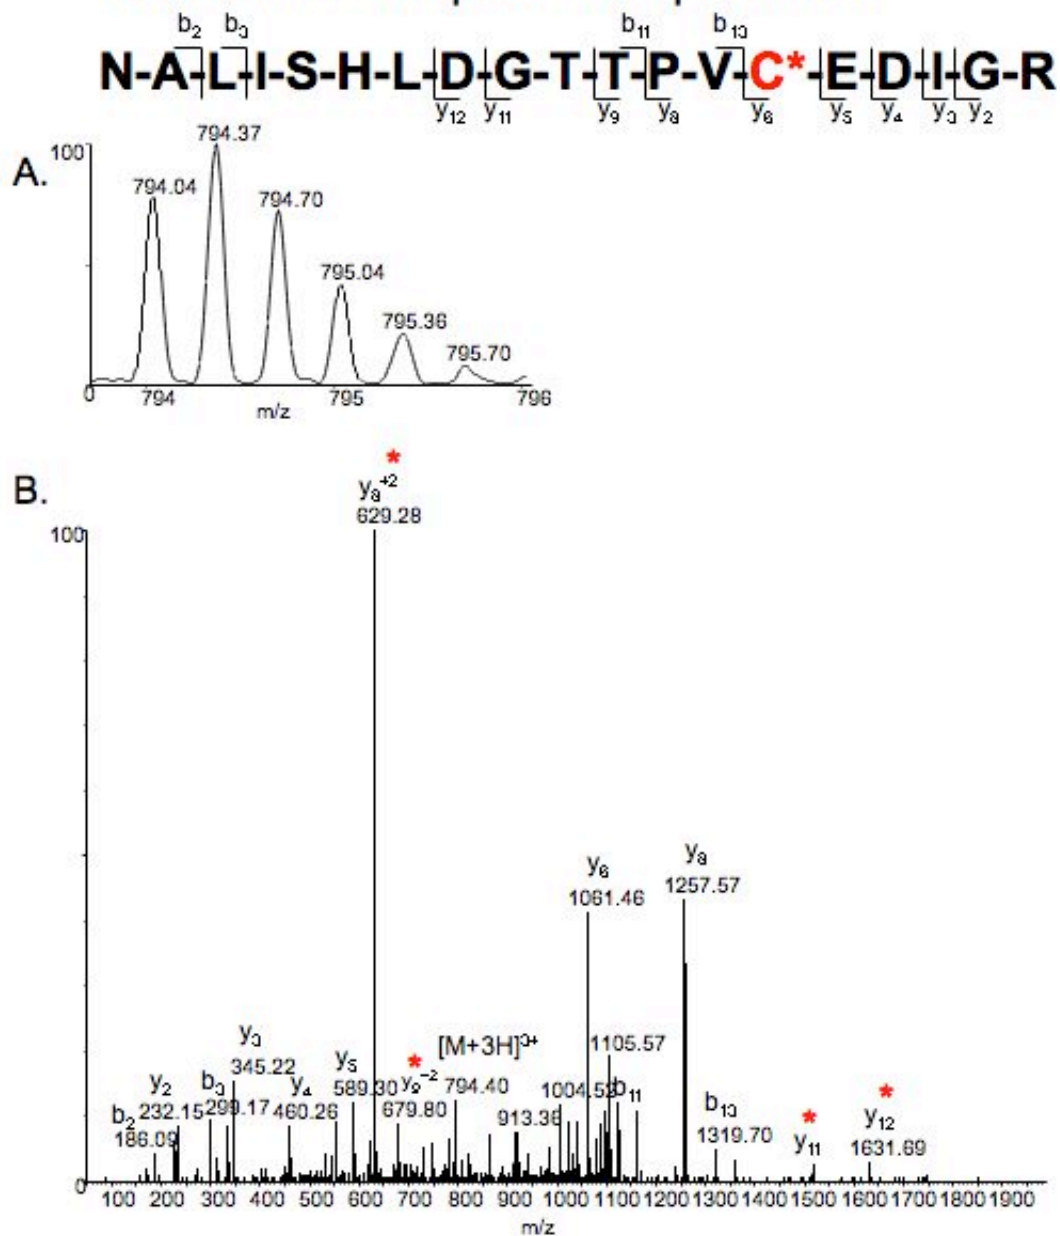 b₂ b₃ b₁₁ b₁₃
N-A-L-I-S-H-L-D-G-T-T-P-V-C*-E-D-I-G-R
y₁₂ y₁₁ y₉ y₈ y₆ y₅ y₄ y₃ y₂
A.
100
794.04
794.37
794.70
795.04
795.36
795.70
0 794 795 796
m/z
B.
*
y₈⁺²
629.28
100
y₆
1061.46
y₈
1257.57
y₃
345.22
y₂
232.15
b₂
186.09
b₃
299.17
y₄
460.26
y₅
589.30
*
y₉⁺²
679.80
[M+3H]³⁺
794.40
913.36
1004.52
1105.57
b₁₁
b₁₃
1319.70
*
y₁₁
*
y₁₂
1631.69
0 100 200 300 400 500 600 700 800 900 1000 1100 1200 1300 1400 1500 1600 1700 1800 1900
m/z